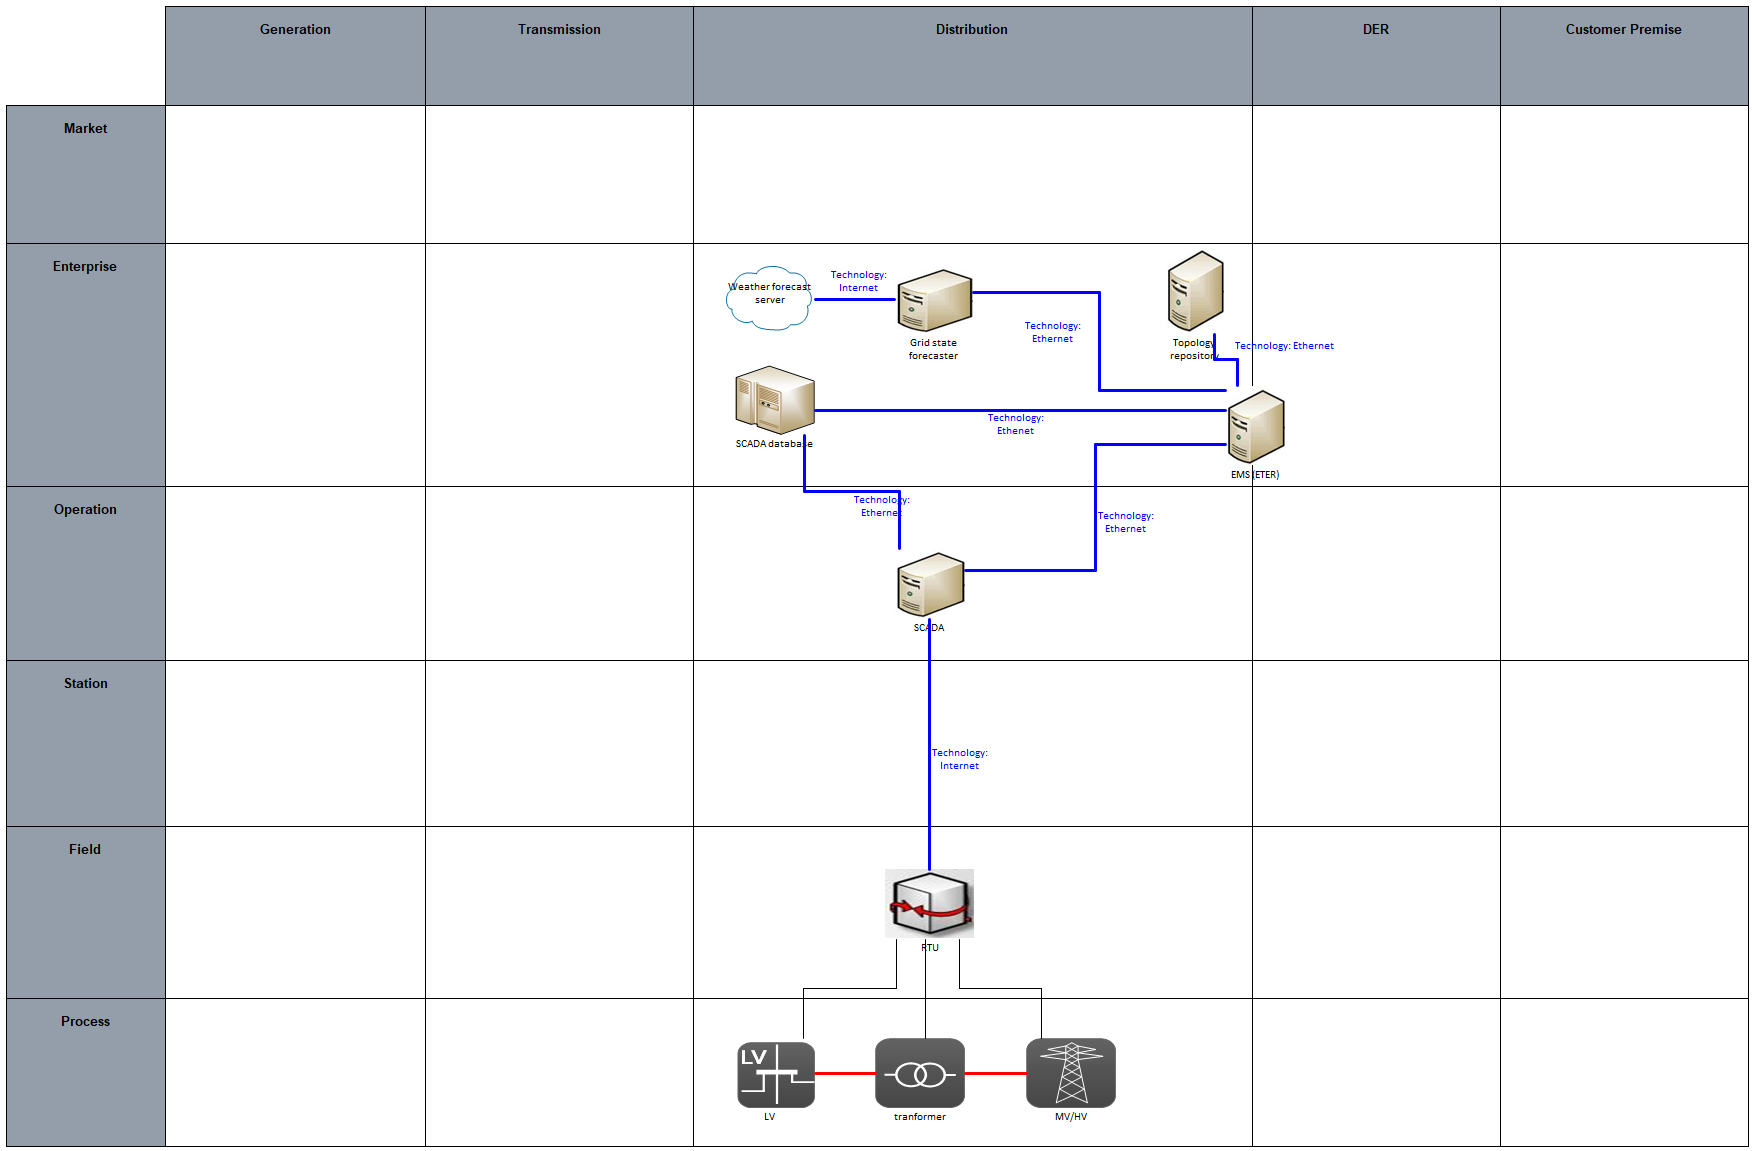 Generation
Transmission
Distribution
DER
Customer Premise
Market
Enterprise
Weather forecast
server
Technology:
Internet
Grid state
forecaster
Technology:
Ethernet
Topology
repository
Technology: Ethernet
SCADA database
Technology:
Ethenet
EMS (ETER)
Operation
Technology:
Ethernet
Technology:
Ethernet
SCADA
Station
Technology:
Internet
Field
RTU
Process
LV
LV
tranformer
MV/HV